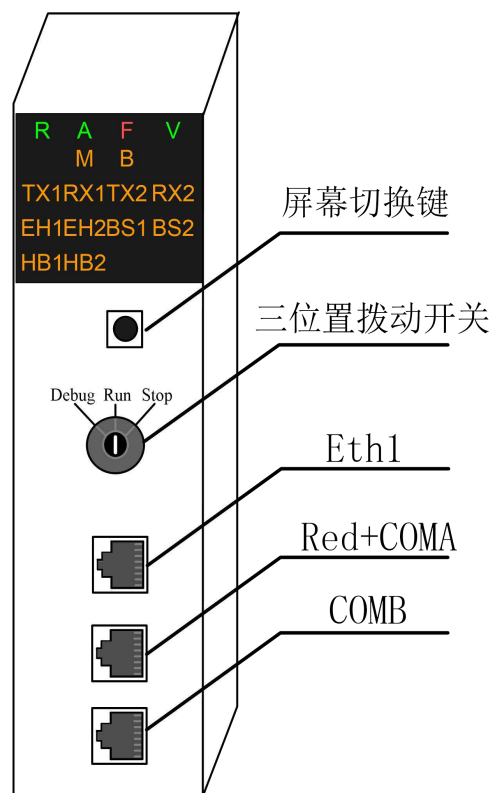 R A F V
M B
TX1RX1TX2 RX2
EH1EH2BS1 BS2
HB1HB2
屏幕切换键
三位置拨动开关
Debug Run Stop
Eth1
Red+COMA
COMB